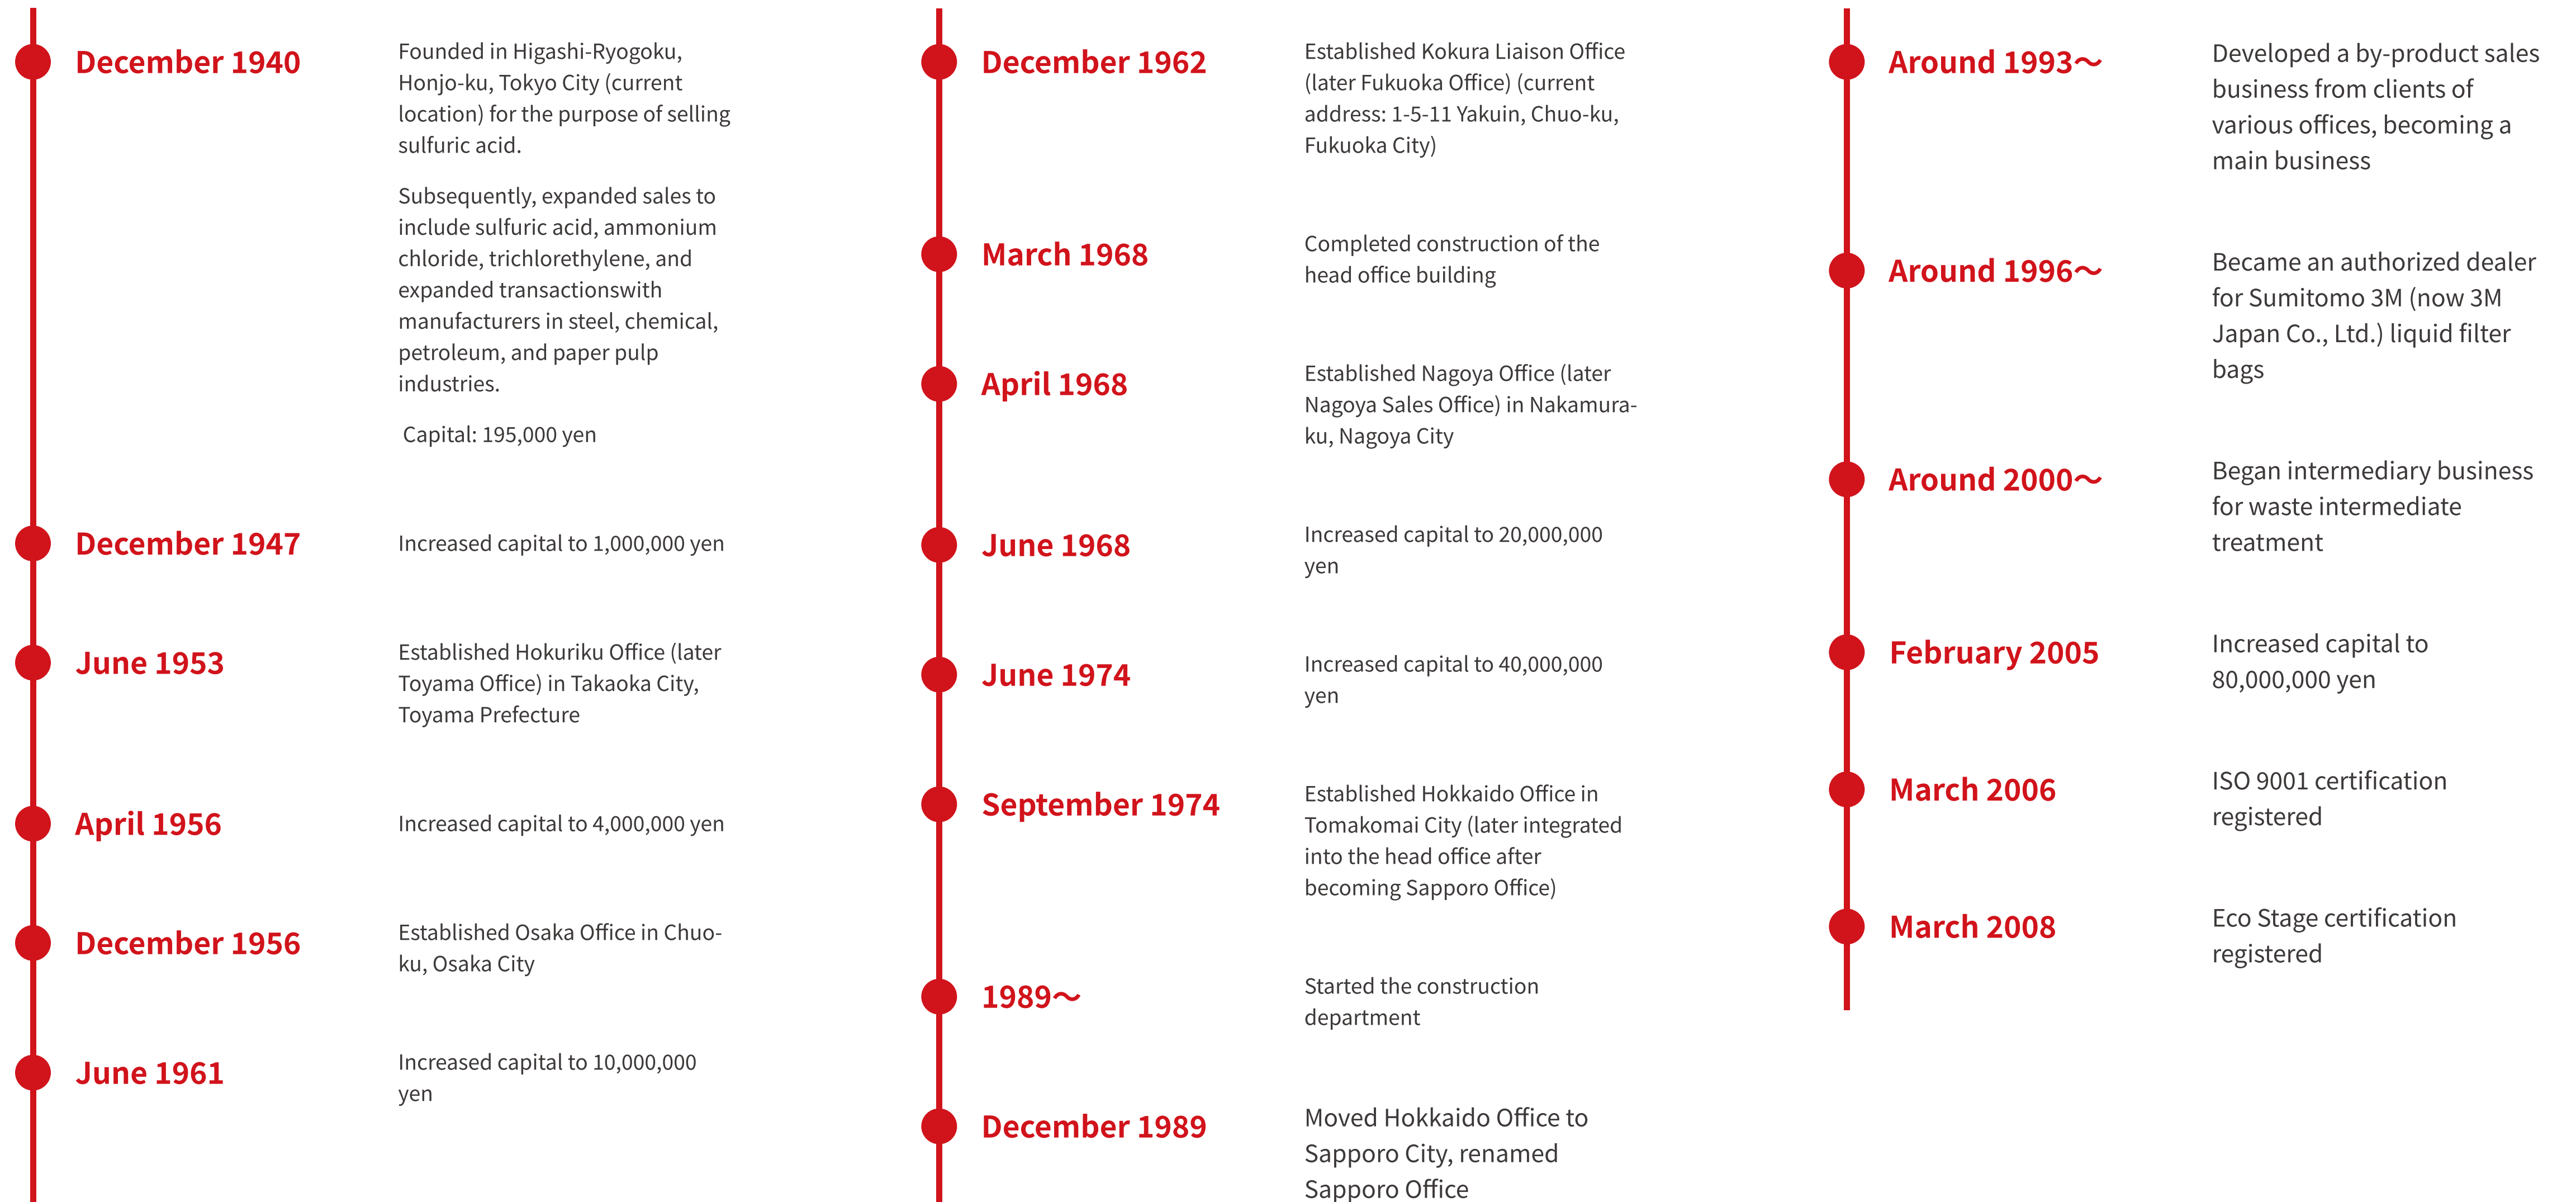 December 1940
Founded in Higashi-Ryogoku,
Honjo-ku, Tokyo City (current
location) for the purpose of selling
sulfuric acid.
Subsequently, expanded sales to
include sulfuric acid, ammonium
chloride, trichlorethylene, and
expanded transactionswith
manufacturers in steel, chemical,
petroleum, and paper pulp
industries.
Capital: 195,000 yen
December 1947
Increased capital to 1,000,000 yen
June 1953
Established Hokuriku Office (later
Toyama Office) in Takaoka City,
Toyama Prefecture
April 1956
Increased capital to 4,000,000 yen
December 1956
Established Osaka Office in Chuo-
ku, Osaka City
June 1961
Increased capital to 10,000,000
yen
December 1962
Established Kokura Liaison Office
(later Fukuoka Office) (current
address: 1-5-11 Yakuin, Chuo-ku,
Fukuoka City)
March 1968
Completed construction of the
head office building
April 1968
Established Nagoya Office (later
Nagoya Sales Office) in Nakamura-
ku, Nagoya City
June 1968
Increased capital to 20,000,000
yen
June 1974
Increased capital to 40,000,000
yen
September 1974
Established Hokkaido Office in
Tomakomai City (later integrated
into the head office after
becoming Sapporo Office)
1989～
Started the construction
department
December 1989
Moved Hokkaido Office to
Sapporo City, renamed
Sapporo Office
Around 1993～
Developed a by-product sales
business from clients of
various offices, becoming a
main business
Around 1996～
Became an authorized dealer
for Sumitomo 3M (now 3M
Japan Co., Ltd.) liquid filter
bags
Around 2000～
Began intermediary business
for waste intermediate
treatment
February 2005
Increased capital to
80,000,000 yen
March 2006
ISO 9001 certification
registered
March 2008
Eco Stage certification
registered